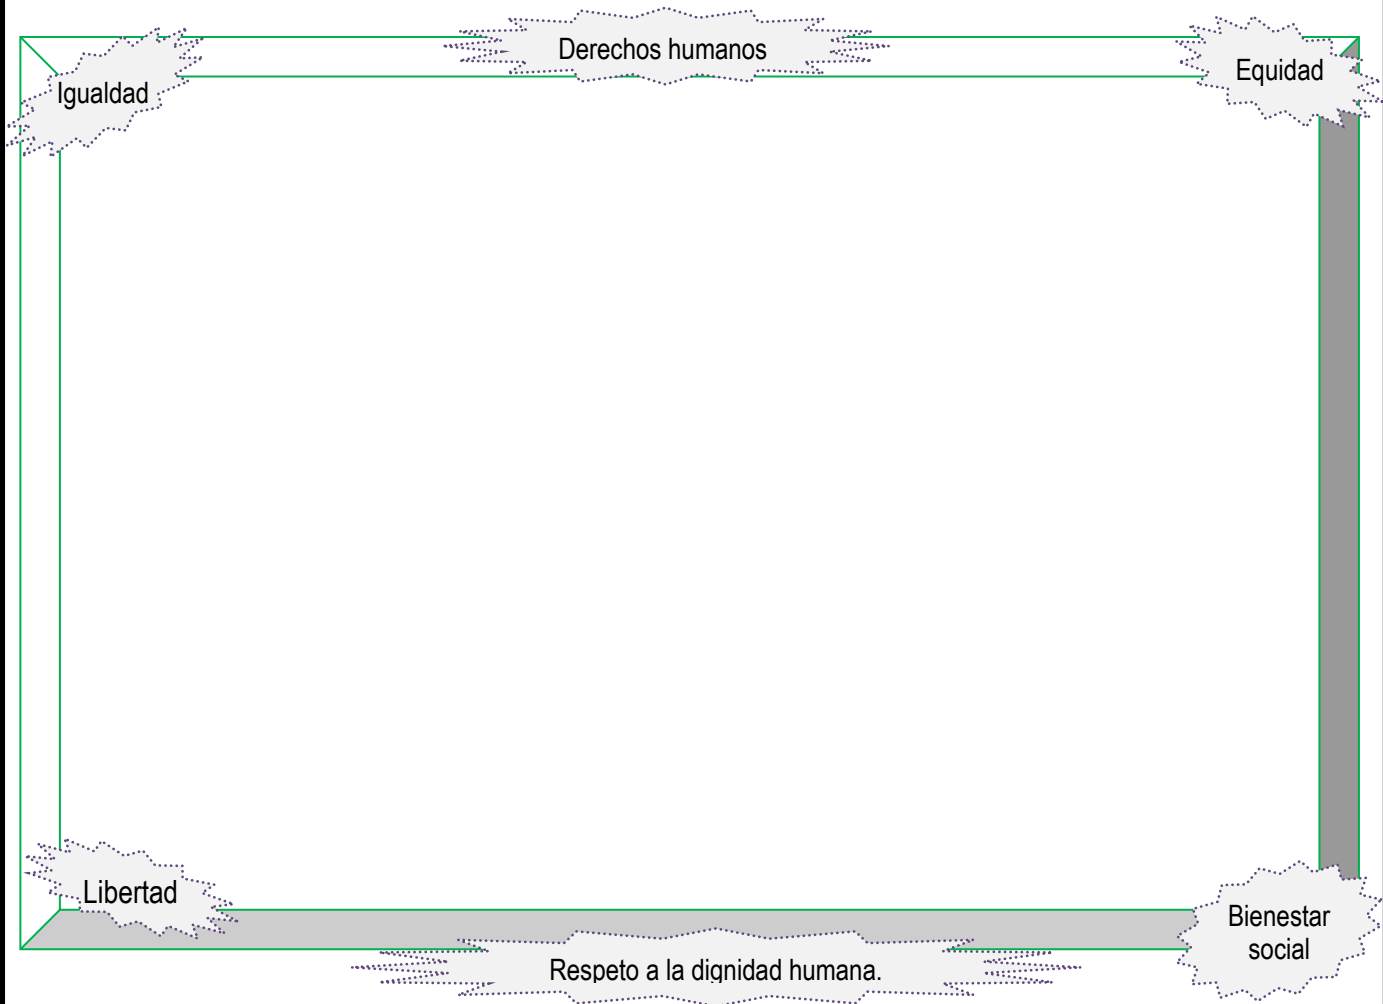 Derechos humanos
Equidad
Igualdad
Libertad
Bienestar
social
Respeto a la dignidad humana.